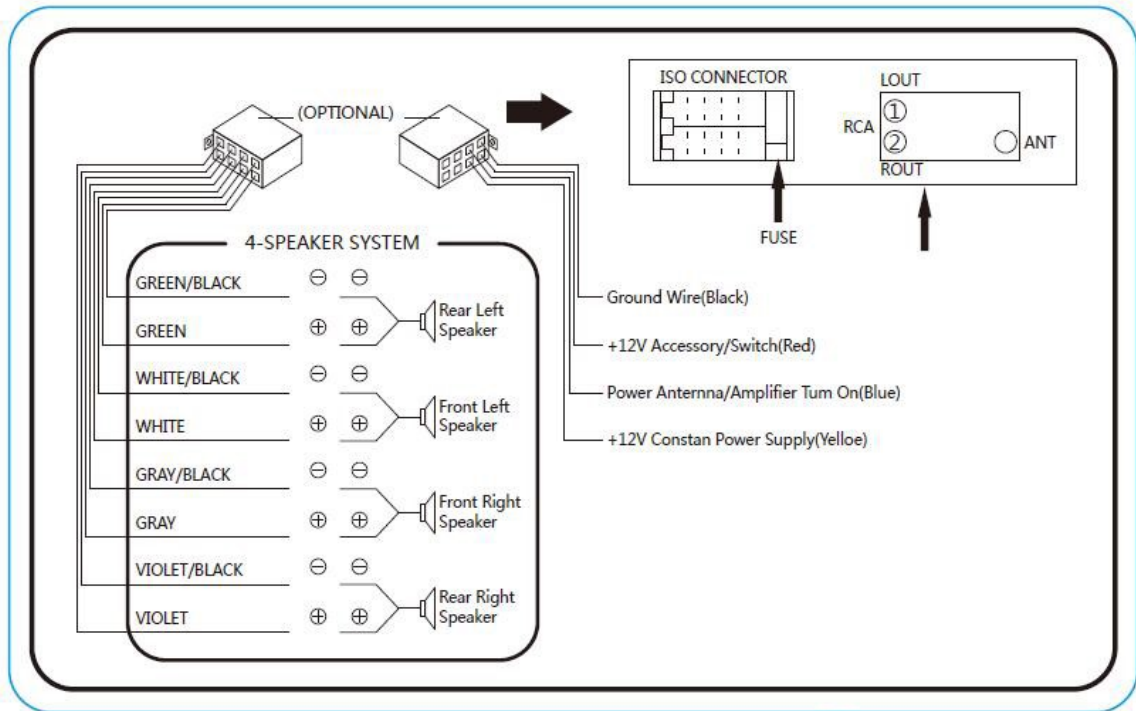 (OPTIONAL)
ISO CONNECTOR
LOUT
RCA
①
②
ANT
ROUT
FUSE
4-SPEAKER SYSTEM
GREEN/BLACK
⊖ ⊖
GREEN
⊕ ⊕
Rear Left
Speaker
WHITE/BLACK
⊖ ⊖
WHITE
⊕ ⊕
Front Left
Speaker
GRAY/BLACK
⊖ ⊖
GRAY
⊕ ⊕
Front Right
Speaker
VIOLET/BLACK
⊖ ⊖
VIOLET
⊕ ⊕
Rear Right
Speaker
Ground Wire(Black)
+12V Accessory/Switch(Red)
Power Anternna/Amplifier Tum On(Blue)
+12V Constan Power Supply(Yelloe)